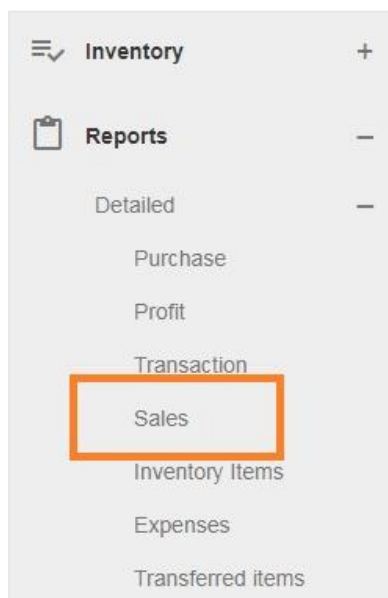 Inventory +
Reports –
Detailed –
Purchase
Profit
Transaction
Sales
Inventory Items
Expenses
Transferred items